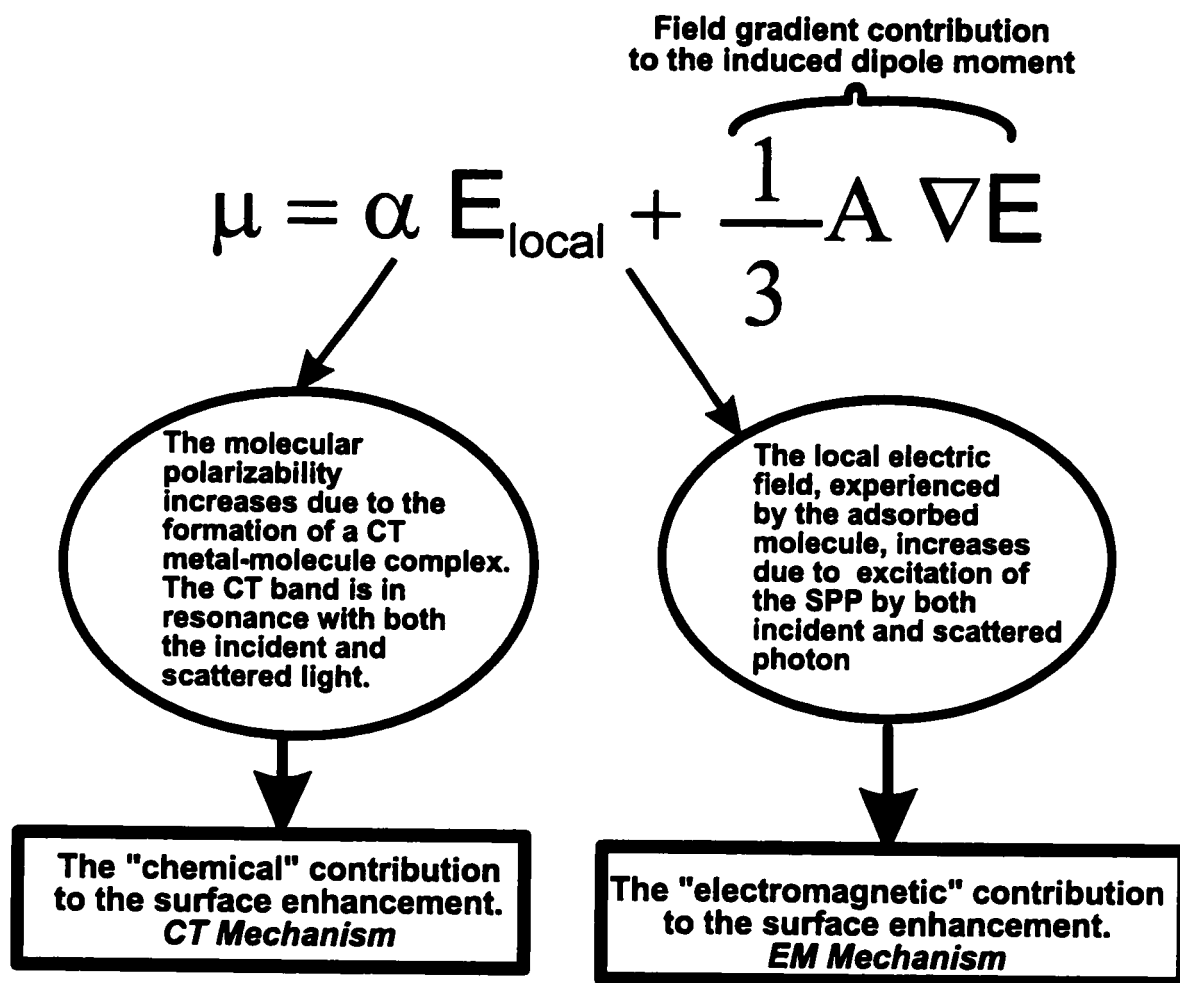 Field gradient contribution
to the induced dipole moment
μ = α E_local + 1/3 A ∇E
The molecular
polarizability
increases due to the
formation of a CT
metal-molecule complex.
The CT band is in
resonance with both
the incident and
scattered light.
The local electric
field, experienced
by the adsorbed
molecule, increases
due to excitation of
the SPP by both
incident and scattered
photon
The "chemical" contribution
to the surface enhancement.
CT Mechanism
The "electromagnetic" contribution
to the surface enhancement.
EM Mechanism